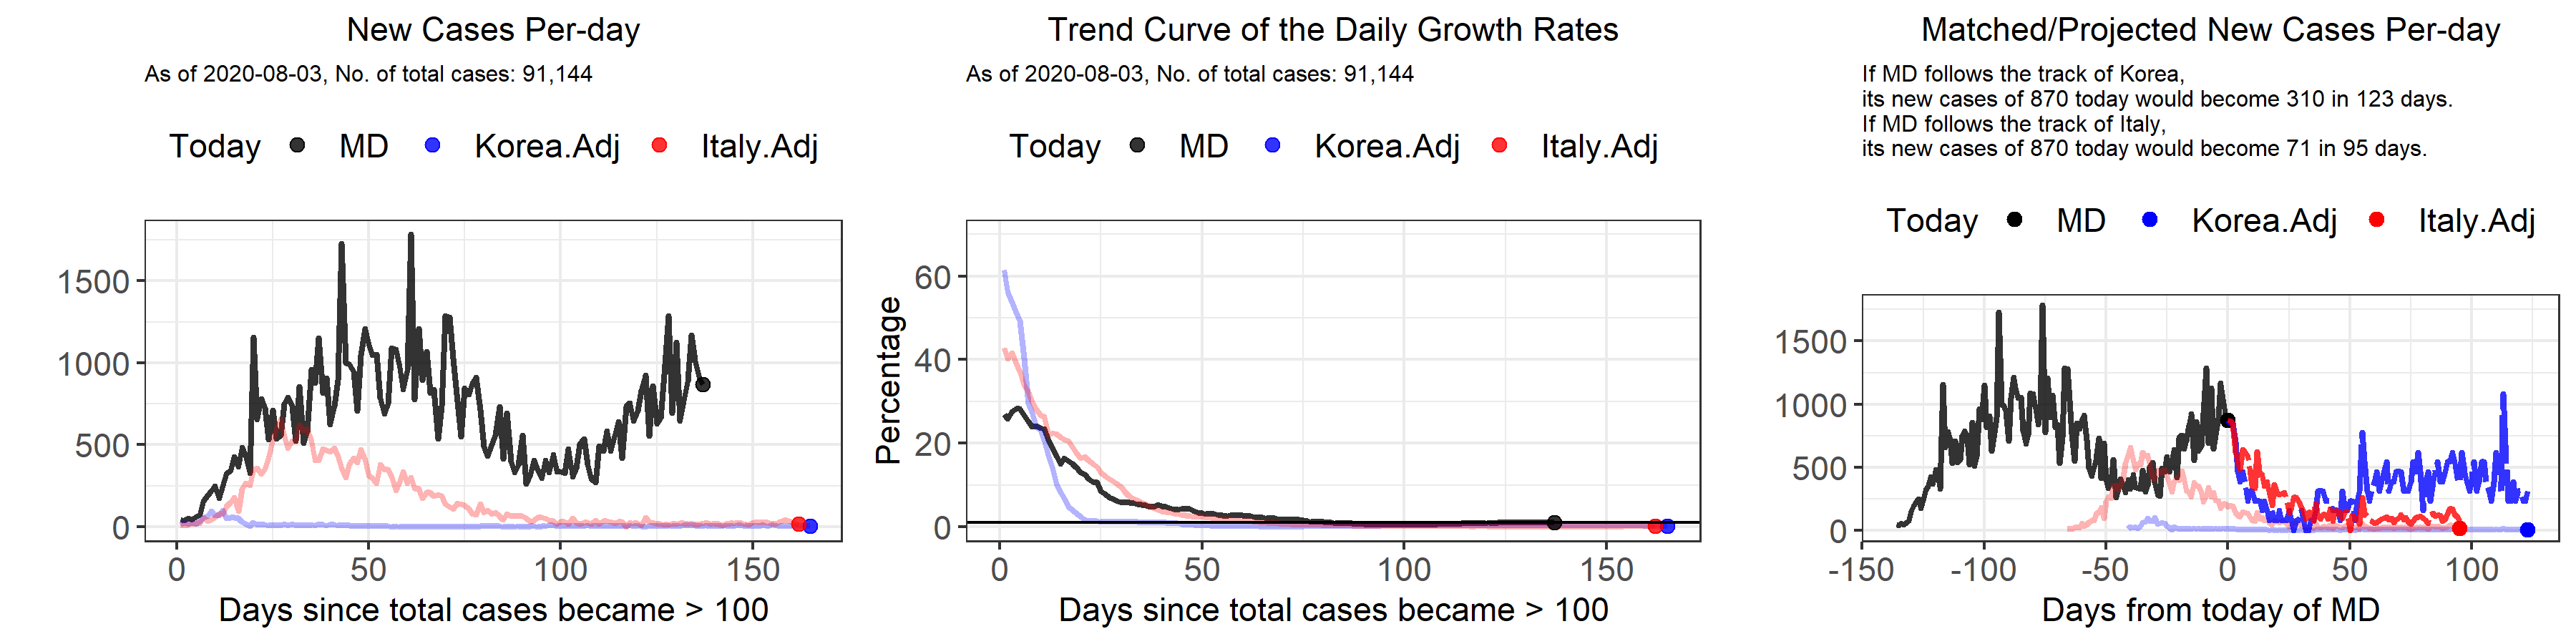 New Cases Per-day
As of 2020-08-03, No. of total cases: 91,144
Today MD Korea.Adj Italy.Adj
1500
1000
500
0
0 50 100 150
Days since total cases became > 100
Trend Curve of the Daily Growth Rates
As of 2020-08-03, No. of total cases: 91,144
Today MD Korea.Adj Italy.Adj
Percentage
60
40
20
0
0 50 100 150
Days since total cases became > 100
Matched/Projected New Cases Per-day
If MD follows the track of Korea,
its new cases of 870 today would become 310 in 123 days.
If MD follows the track of Italy,
its new cases of 870 today would become 71 in 95 days.
Today MD Korea.Adj Italy.Adj
1500
1000
500
0
-150 -100 -50 0 50 100
Days from today of MD